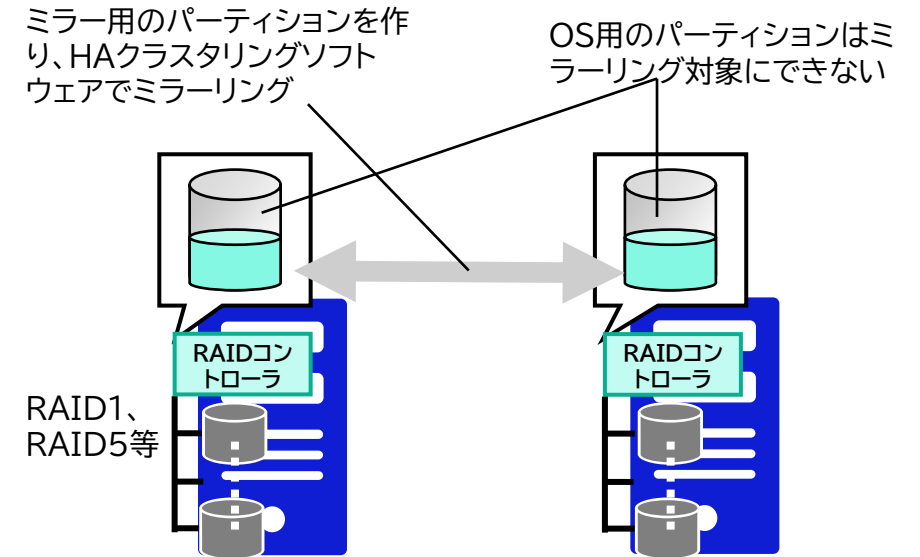 ミラー用のパーティションを作
り、HAクラスタリングソフト
ウェアでミラーリング
OS用のパーティションはミ
ラーリング対象にできない
RAIDコン
トローラ
RAIDコン
トローラ
RAID1、
RAID5等